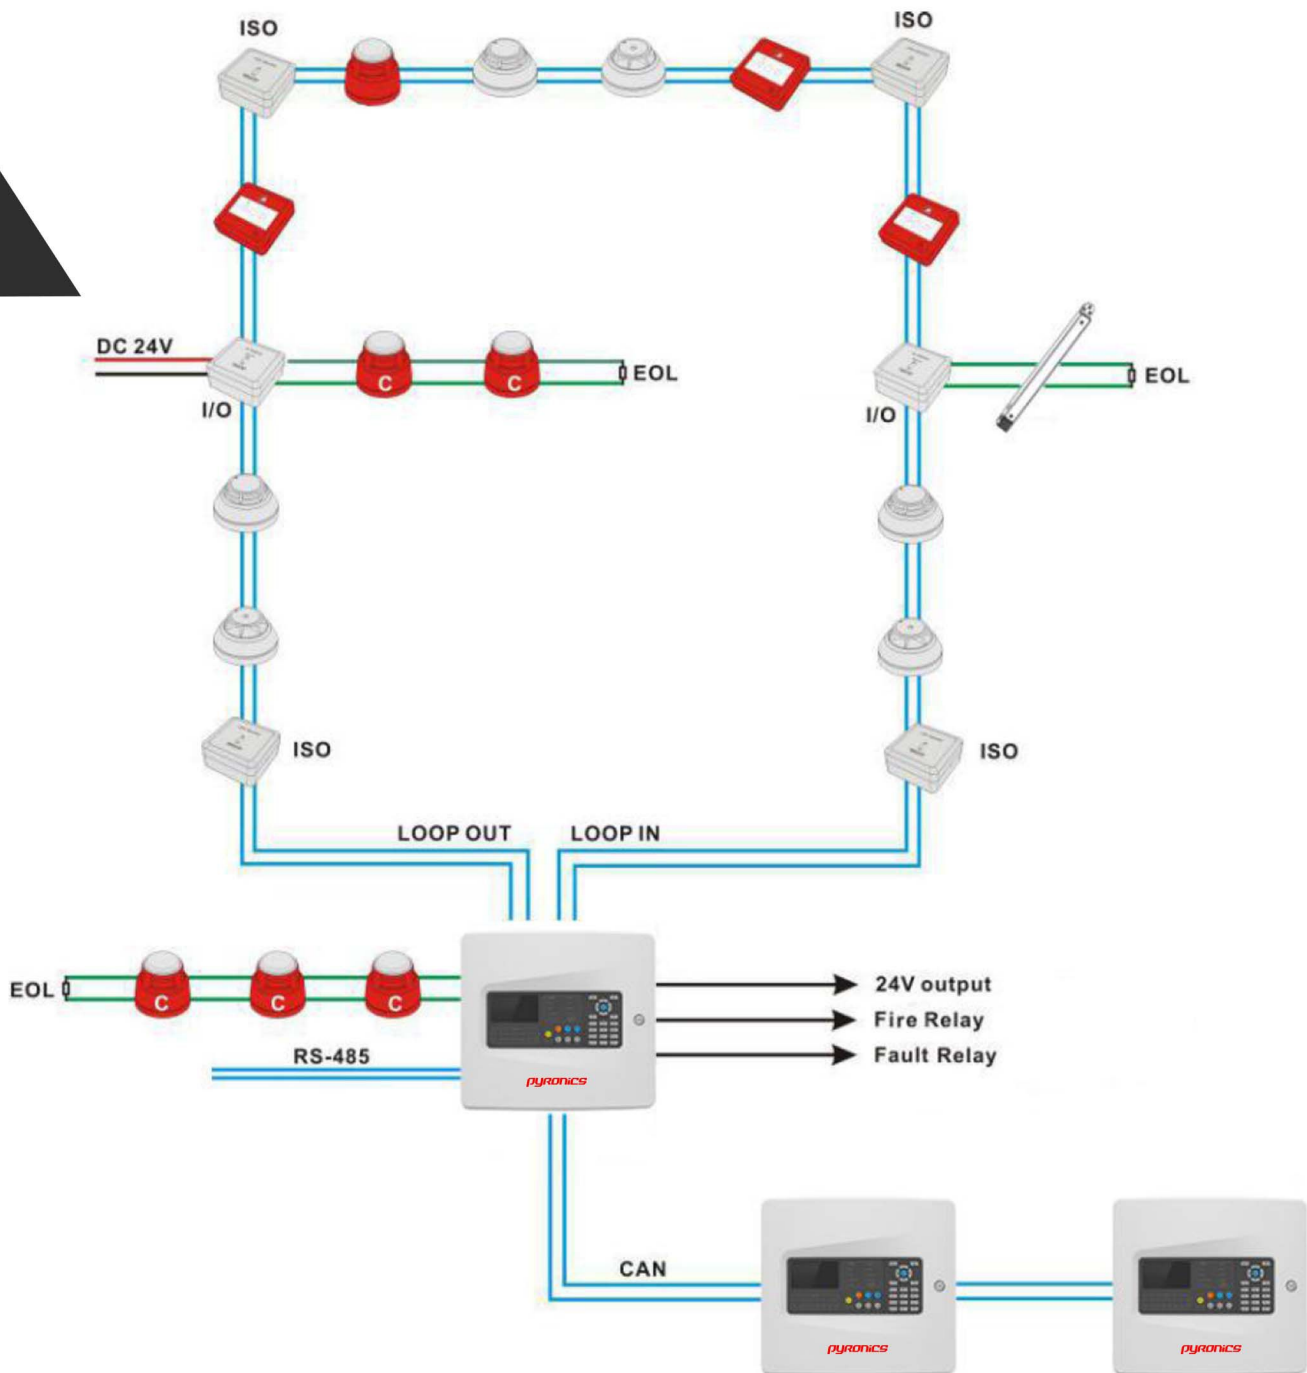 ISO
ISO
DC 24V
C
C
EOL
I/O
EOL
I/O
ISO
ISO
LOOP OUT
LOOP IN
EOL
C
C
C
24V output
Fire Relay
Fault Relay
RS-485
PYRONICS
CAN
PYRONICS
PYRONICS